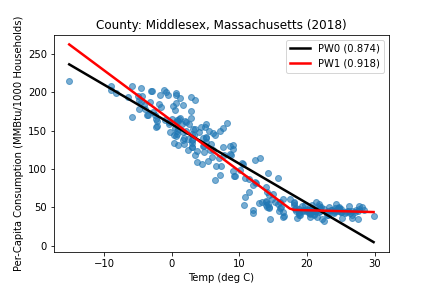 County: Middlesex, Massachusetts (2018)
PW0 (0.874)
PW1 (0.918)
Per-Capita Consumption (MMBtu/1000 Households)
250
200
150
100
50
0
−10
0
10
20
30
Temp (deg C)